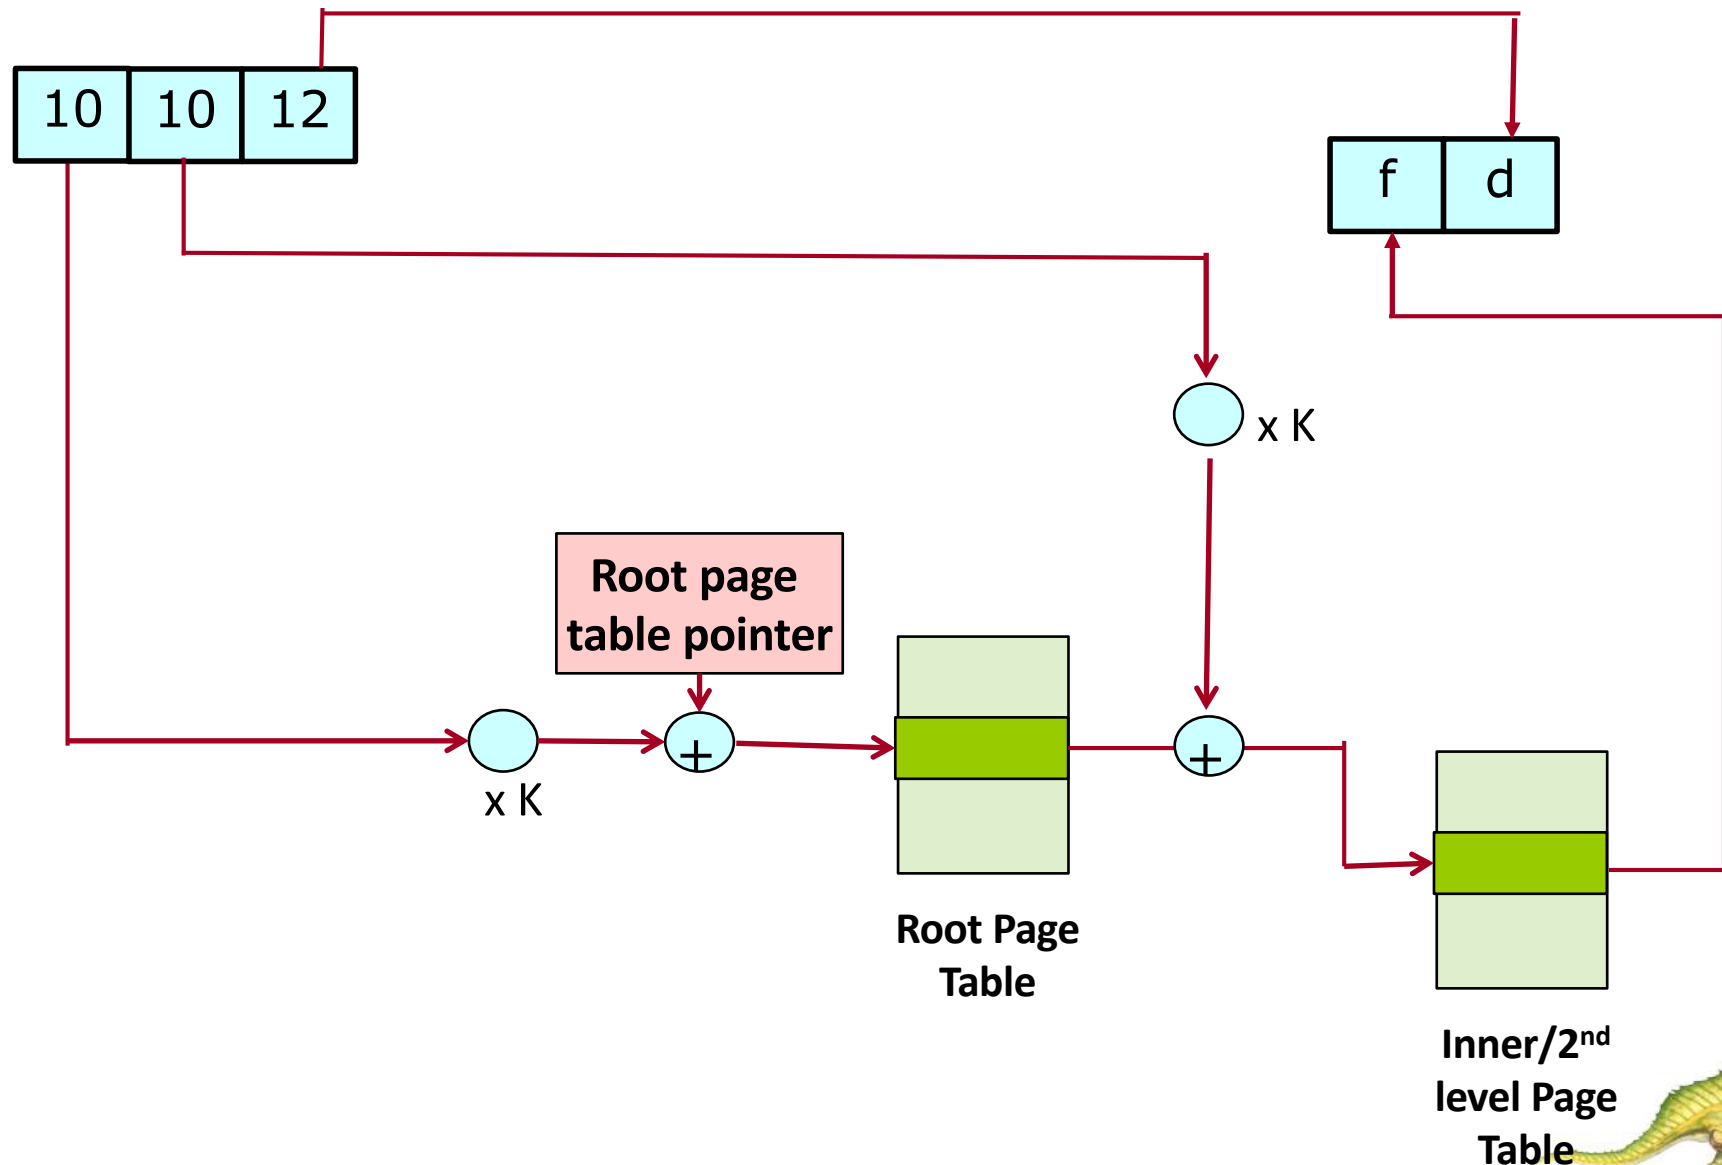 10 10 12
f d
x K
Root page
table pointer
+
+
x K
Root Page
Table
Inner/2nd
level Page
Table